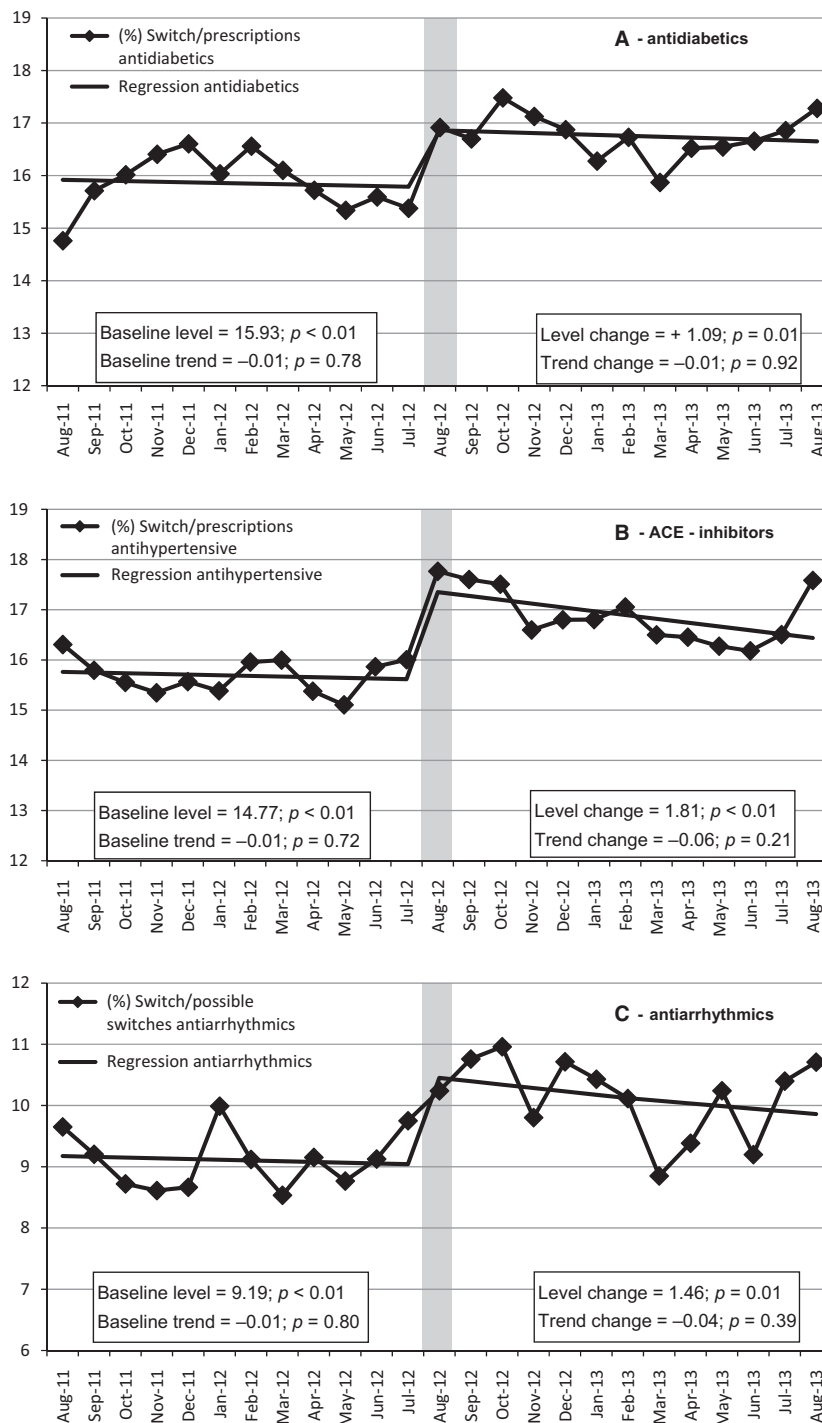 19
18
17
16
15
14
13
12
(%) Switch/prescriptions
antidiabetics
Regression antidiabetics
A - antidiabetics
Baseline level = 15.93; p < 0.01
Baseline trend = –0.01; p = 0.78
Level change = + 1.09; p = 0.01
Trend change = –0.01; p = 0.92
Aug-11
Sep-11
Oct-11
Nov-11
Dec-11
Jan-12
Feb-12
Mar-12
Apr-12
May-12
Jun-12
Jul-12
Aug-12
Sep-12
Oct-12
Nov-12
Dec-12
Jan-13
Feb-13
Mar-13
Apr-13
May-13
Jun-13
Jul-13
Aug-13
19
18
17
16
15
14
13
12
(%) Switch/prescriptions
antihypertensive
Regression antihypertensive
B - ACE - inhibitors
Baseline level = 14.77; p < 0.01
Baseline trend = –0.01; p = 0.72
Level change = 1.81; p < 0.01
Trend change = –0.06; p = 0.21
Aug-11
Sep-11
Oct-11
Nov-11
Dec-11
Jan-12
Feb-12
Mar-12
Apr-12
May-12
Jun-12
Jul-12
Aug-12
Sep-12
Oct-12
Nov-12
Dec-12
Jan-13
Feb-13
Mar-13
Apr-13
May-13
Jun-13
Jul-13
Aug-13
12
11
10
9
8
7
6
(%) Switch/possible
switches antiarrhythmics
Regression antiarrhythmics
C - antiarrhythmics
Baseline level = 9.19; p < 0.01
Baseline trend = –0.01; p = 0.80
Level change = 1.46; p = 0.01
Trend change = –0.04; p = 0.39
Aug-11
Sep-11
Oct-11
Nov-11
Dec-11
Jan-12
Feb-12
Mar-12
Apr-12
May-12
Jun-12
Jul-12
Aug-12
Sep-12
Oct-12
Nov-12
Dec-12
Jan-13
Feb-13
Mar-13
Apr-13
May-13
Jun-13
Jul-13
Aug-13